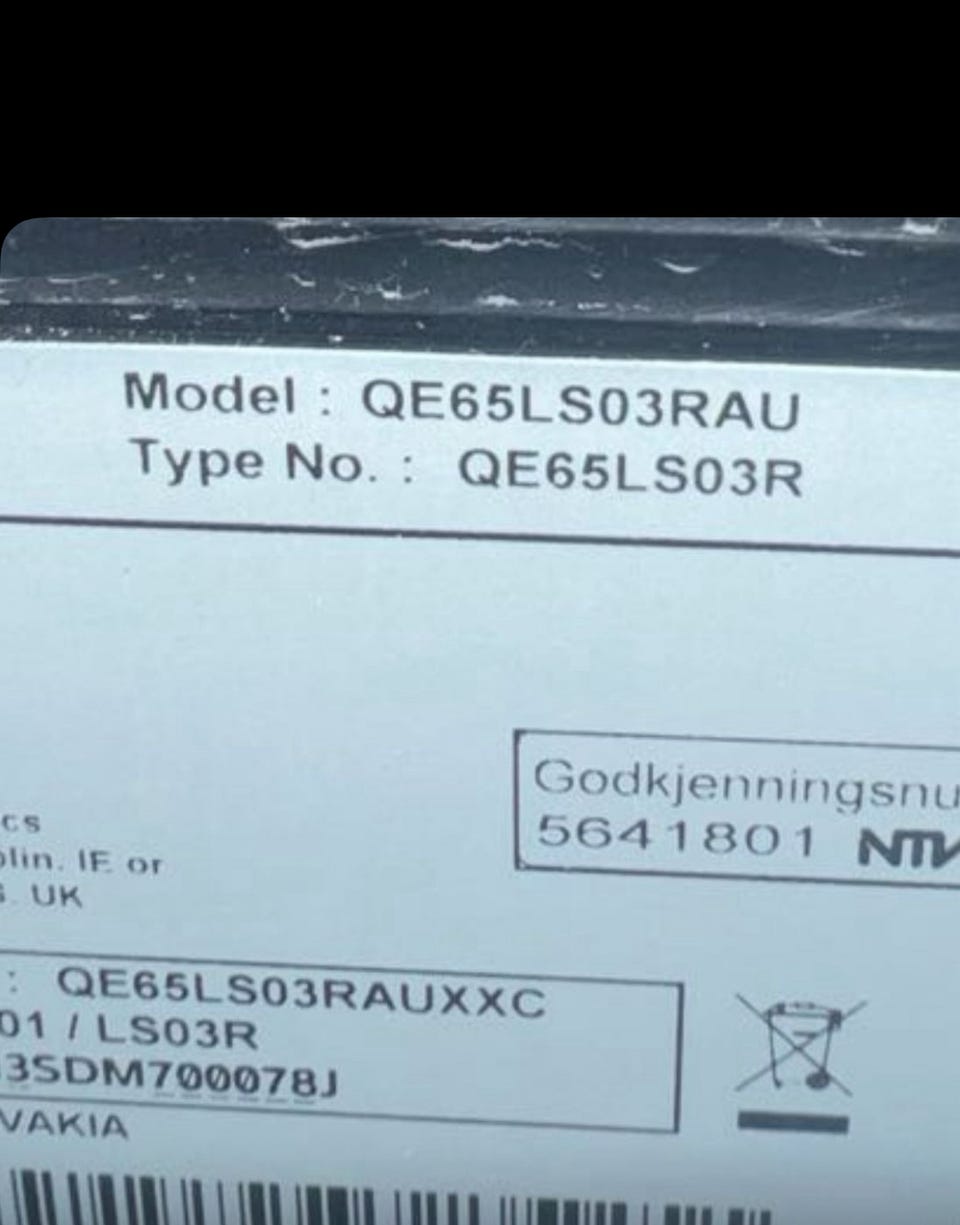 Model : QE65LS03RAU
Type No. : QE65LS03R
Godkjenningsnu
5641801 NTV
cs
olin. IE or
. UK
: QE65LS03RAUXXC
01 / LS03R
3SDM700078J
VAKIA